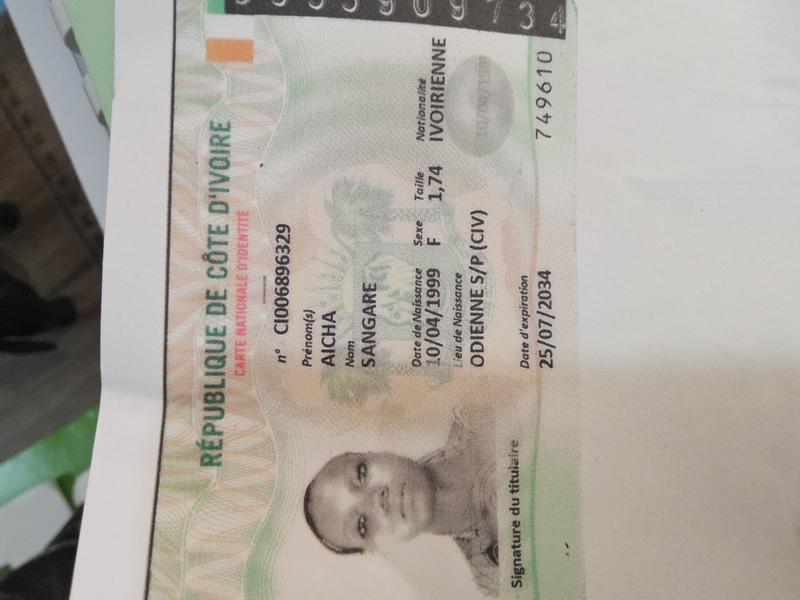 RÉPUBLIQUE DE CÔTE D'IVOIRE
CARTE NATIONALE D'IDENTITÉ
n° CI006896329
Prénom(s)
AICHA
Nom
SANGARE
Date de Naissance Sexe Taille Nationalité
10/04/1999 F 1,74 IVOIRIENNE
Lieu de Naissance
ODIENNE S/P (CIV)
Date d'expiration
25/07/2034
749610
Signature du titulaire